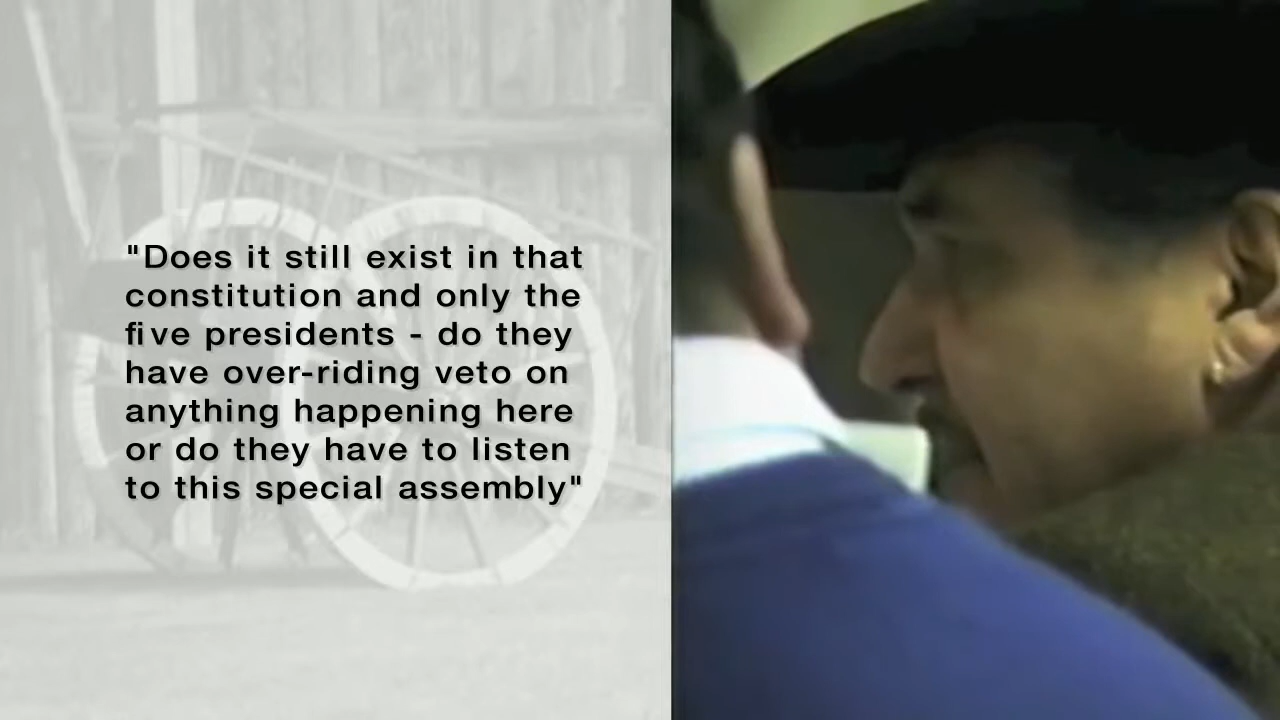 "Does it still exist in that
constitution and only the
five presidents - do they
have over-riding veto on
anything happening here
or do they have to listen
to this special assembly"